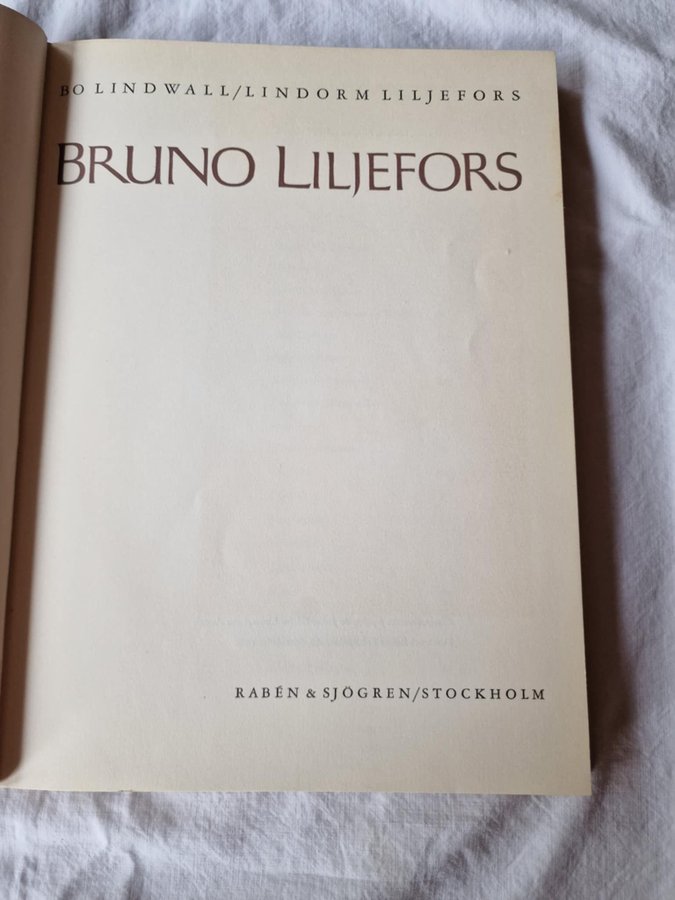 BO LINDWALL/LINDORM LILJEFORS
BRUNO LILJEFORS
RABÉN & SJÖGREN/STOCKHOLM